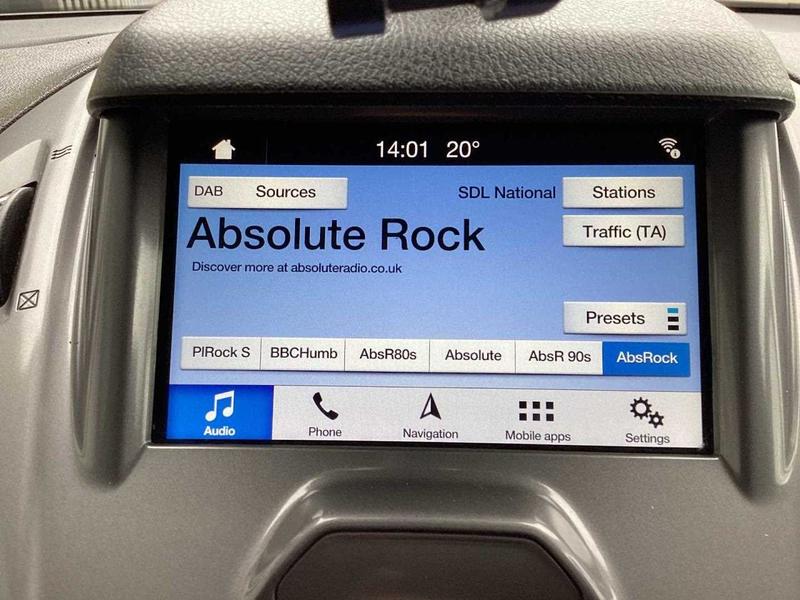 14:01 20°
DAB Sources
SDL National
Stations
Absolute Rock
Traffic (TA)
Discover more at absoluteradio.co.uk
Presets
PlRock S
BBCHumb
AbsR80s
Absolute
AbsR 90s
AbsRock
Audio
Phone
Navigation
Mobile apps
Settings